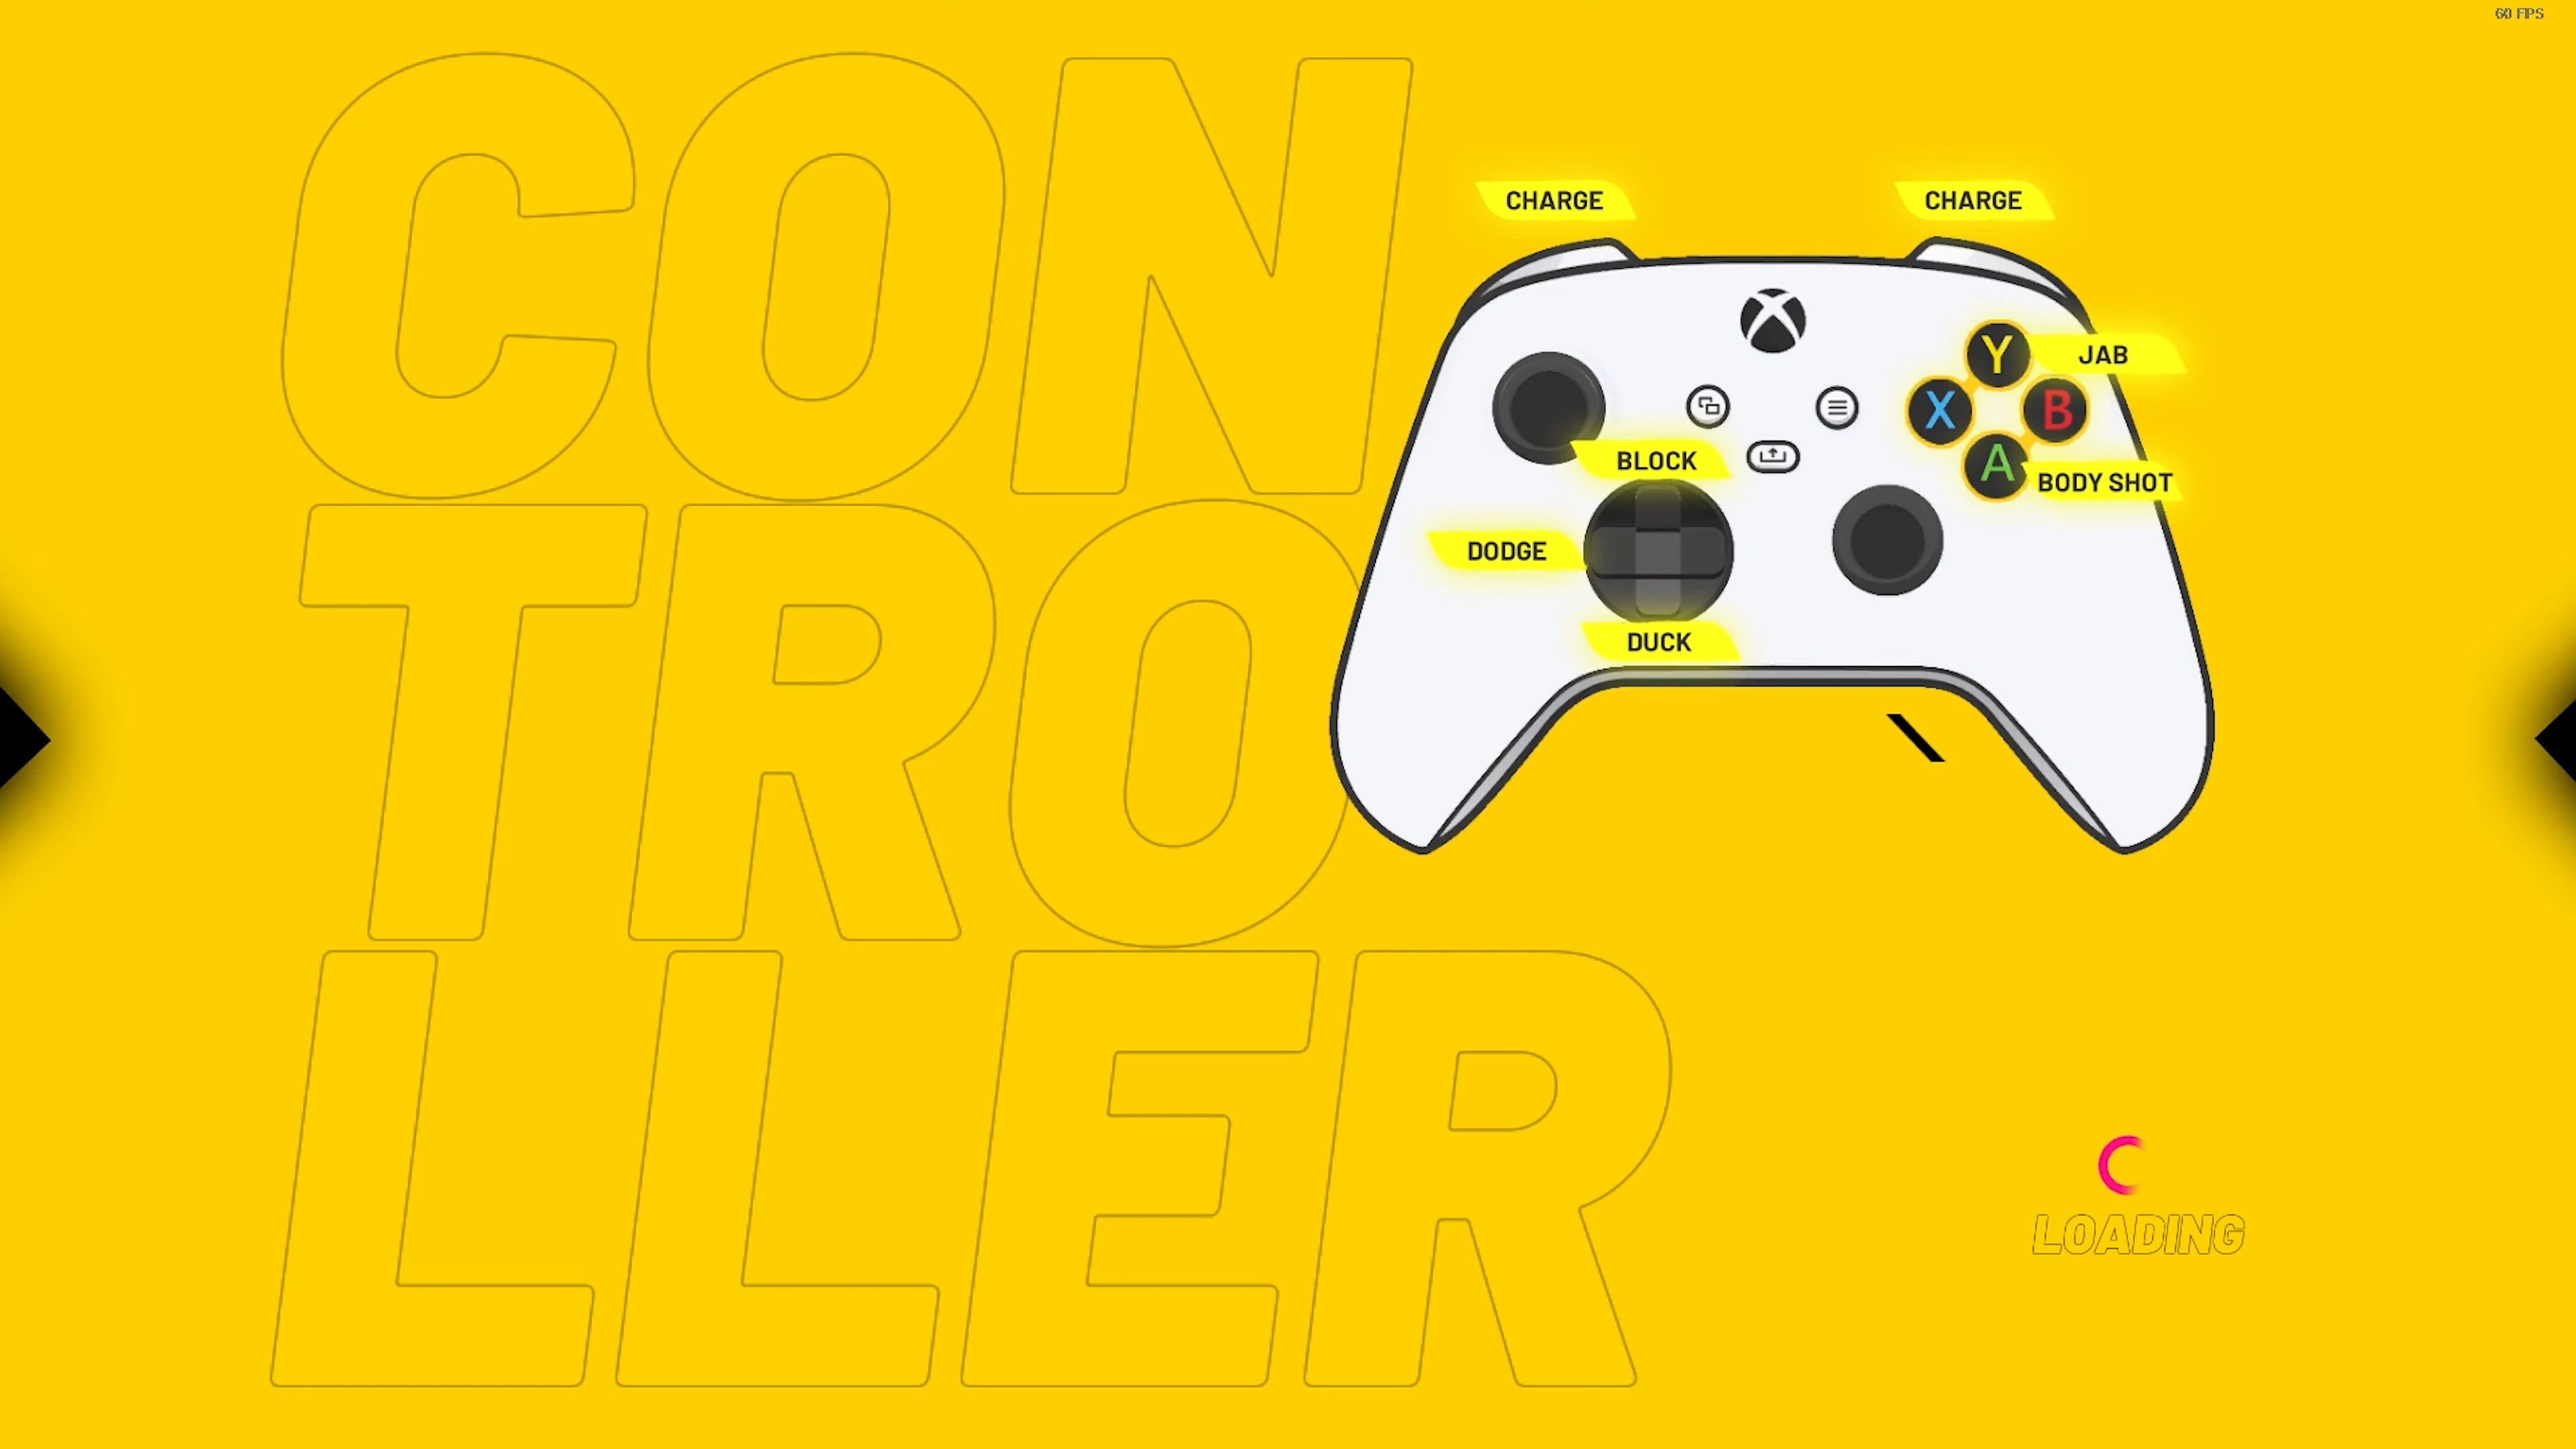 60 FPS
CON
TRO
LLER
CHARGE
CHARGE
Y
JAB
X
B
A
BODY SHOT
BLOCK
DODGE
DUCK
LOADING